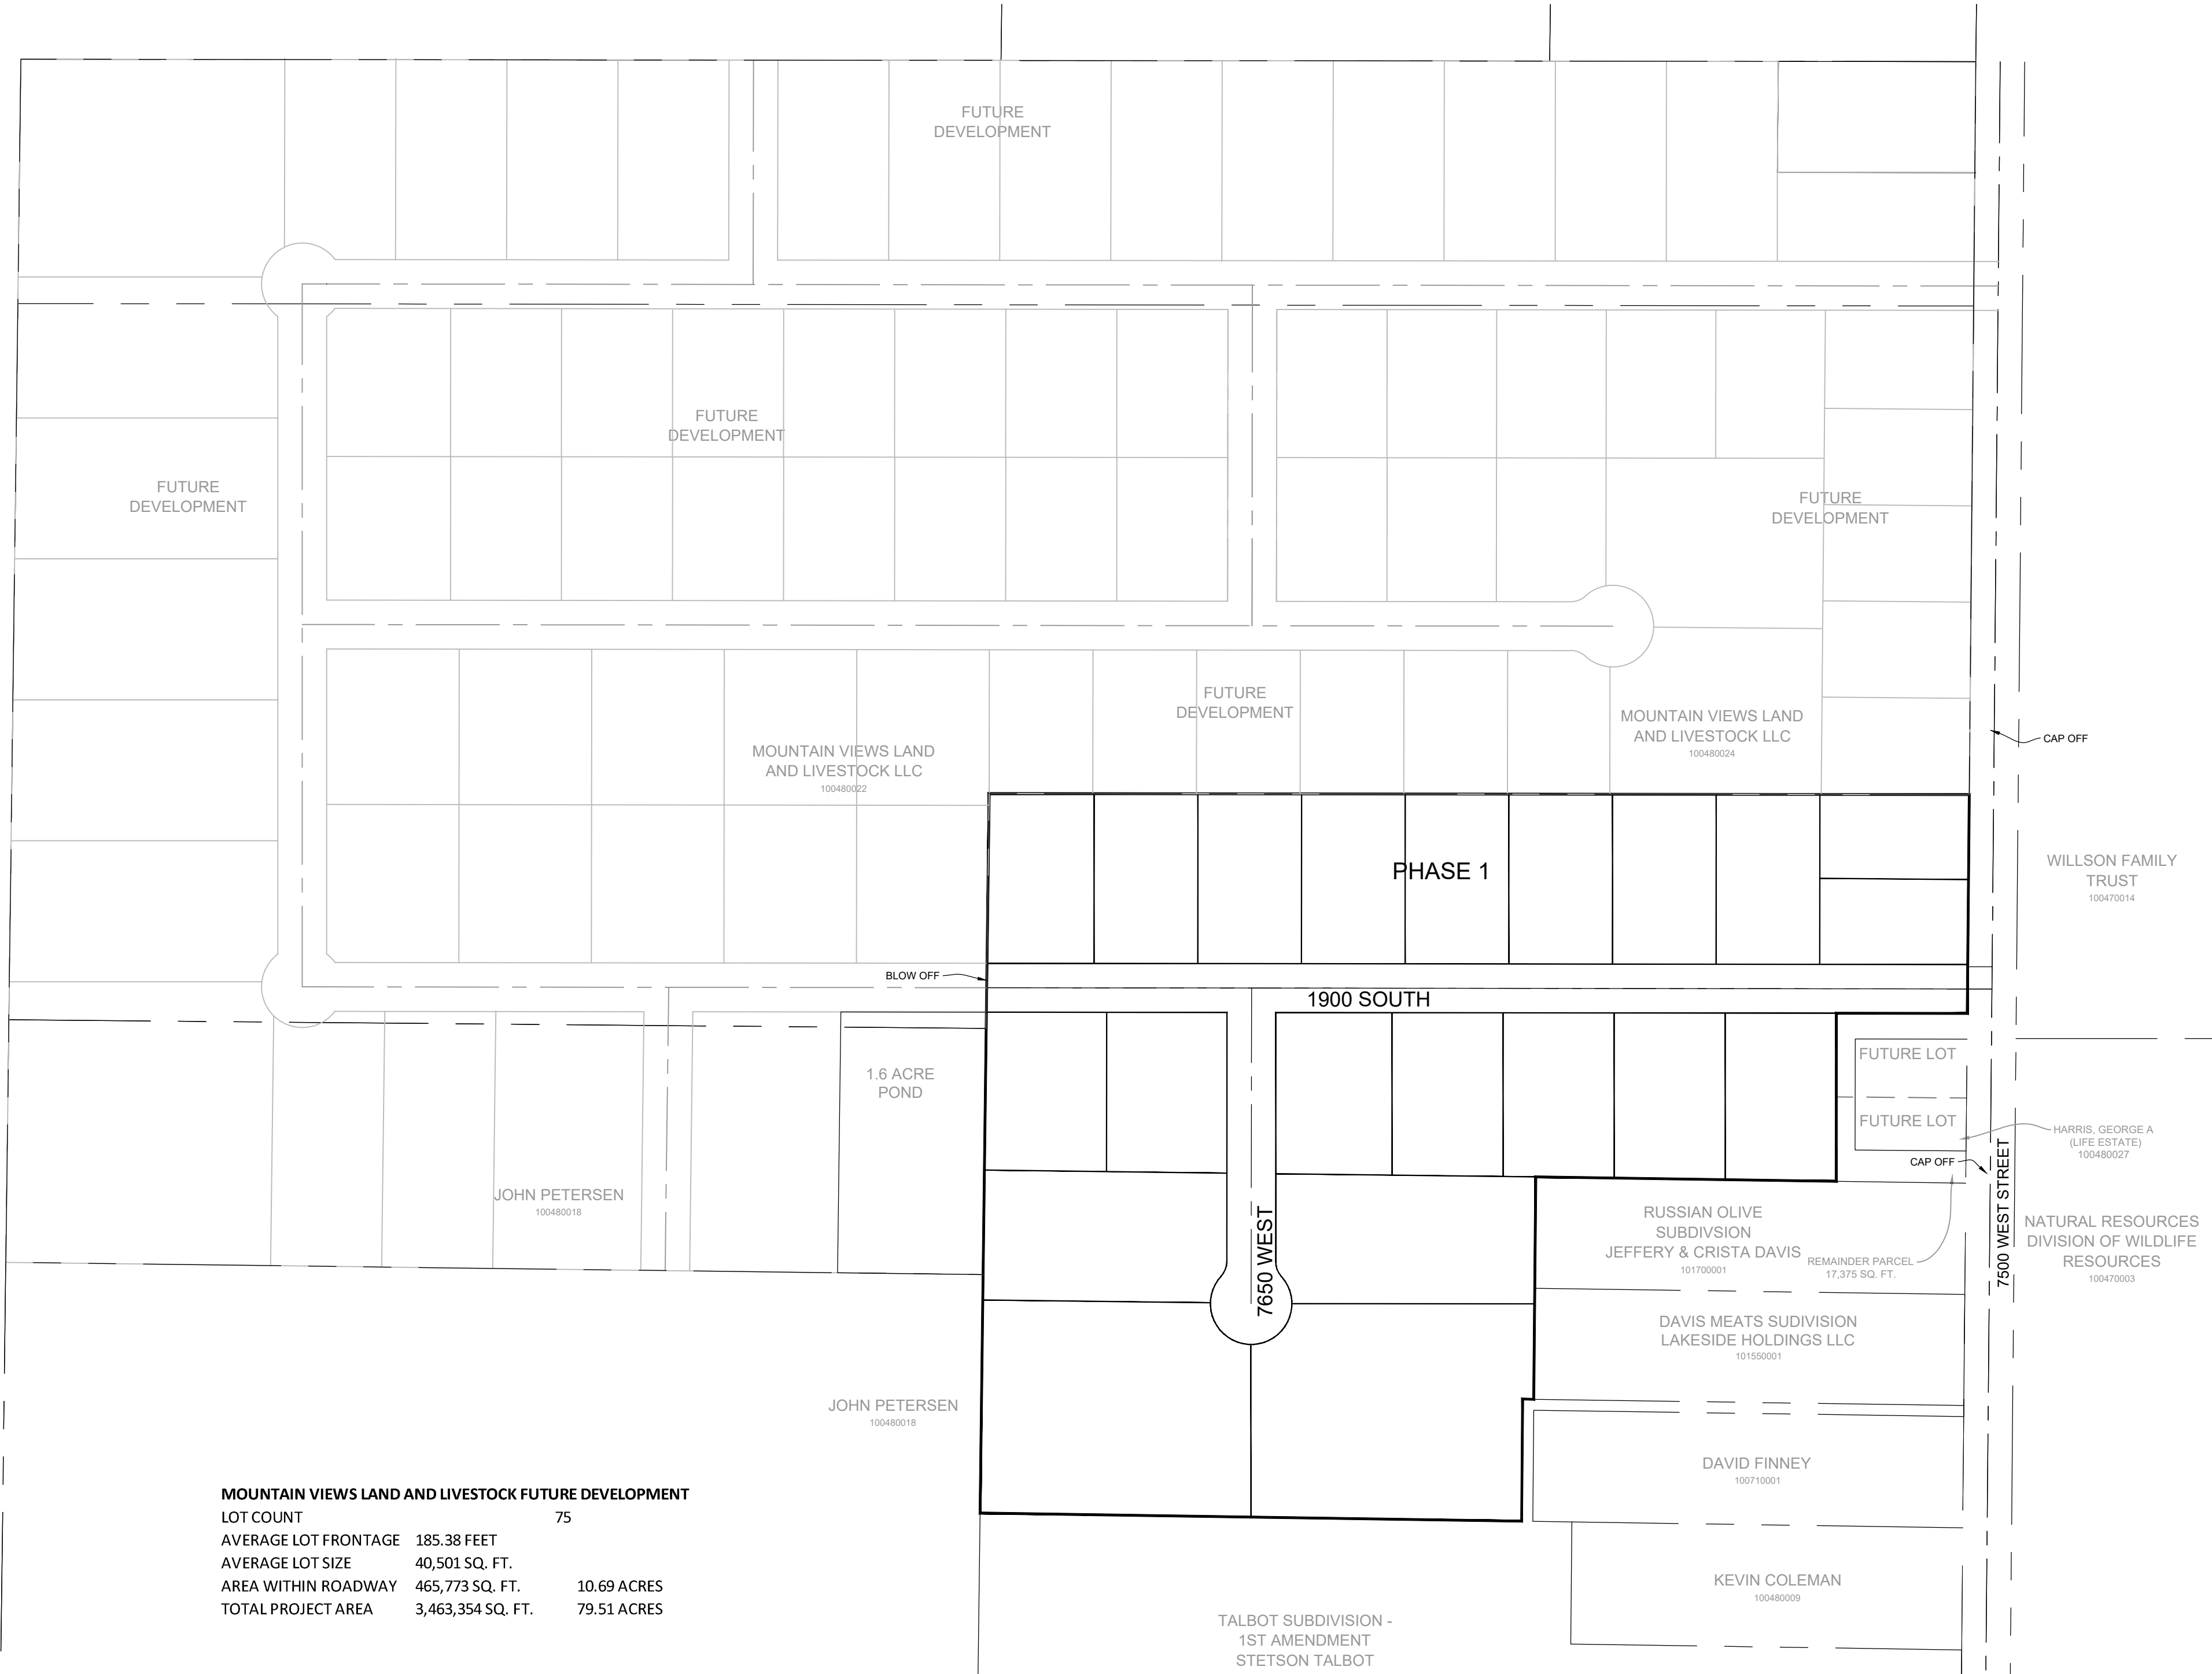 FUTURE
DEVELOPMENT
FUTURE
DEVELOPMENT
FUTURE
DEVELOPMENT
FUTURE
DEVELOPMENT
FUTURE
DEVELOPMENT
MOUNTAIN VIEWS LAND
AND LIVESTOCK LLC
100480024
CAP OFF
MOUNTAIN VIEWS LAND
AND LIVESTOCK LLC
100480022
PHASE 1
WILLSON FAMILY
TRUST
100470014
BLOW OFF
1900 SOUTH
1.6 ACRE
POND
FUTURE LOT
FUTURE LOT
HARRIS, GEORGE A
(LIFE ESTATE)
100480027
CAP OFF
7500 WEST STREET
JOHN PETERSEN
100480018
7650 WEST
RUSSIAN OLIVE
SUBDIVSION
JEFFERY & CRISTA DAVIS
101700001
REMAINDER PARCEL
17,375 SQ. FT.
NATURAL RESOURCES
DIVISION OF WILDLIFE
RESOURCES
100470003
DAVIS MEATS SUDIVISION
LAKESIDE HOLDINGS LLC
101550001
JOHN PETERSEN
100480018
DAVID FINNEY
100710001
MOUNTAIN VIEWS LAND AND LIVESTOCK FUTURE DEVELOPMENT
LOT COUNT 75
AVERAGE LOT FRONTAGE 185.38 FEET
AVERAGE LOT SIZE 40,501 SQ. FT.
AREA WITHIN ROADWAY 465,773 SQ. FT. 10.69 ACRES
TOTAL PROJECT AREA 3,463,354 SQ. FT. 79.51 ACRES
KEVIN COLEMAN
100480009
TALBOT SUBDIVISION -
1ST AMENDMENT
STETSON TALBOT